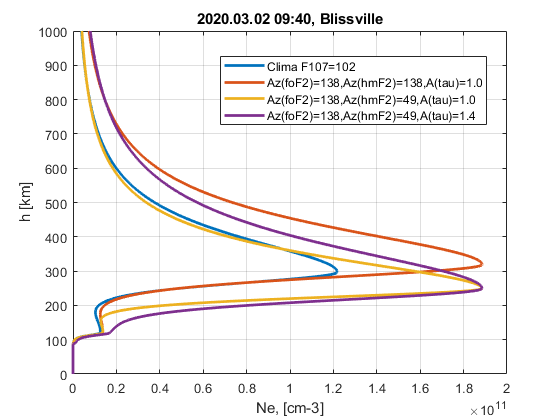 2020.03.02 09:40, Blissville
Clima F107=102
Az(foF2)=138,Az(hmF2)=138,A(tau)=1.0
Az(foF2)=138,Az(hmF2)=49,A(tau)=1.0
Az(foF2)=138,Az(hmF2)=49,A(tau)=1.4
h [km]
1000
900
800
700
600
500
400
300
200
100
0
0 0.2 0.4 0.6 0.8 1 1.2 1.4 1.6 1.8 2
Ne, [cm-3]
×10^11